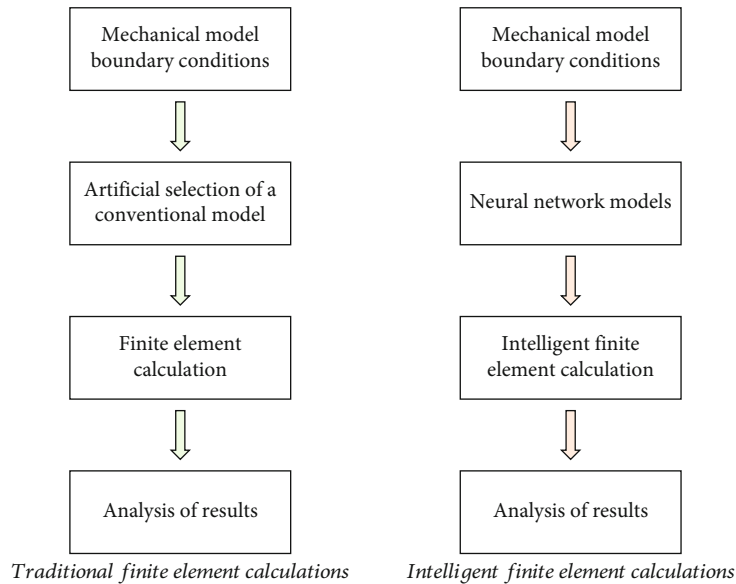 Mechanical model
boundary conditions
Artificial selection of a
conventional model
Finite element
calculation
Analysis of results
Traditional finite element calculations
Mechanical model
boundary conditions
Neural network models
Intelligent finite
element calculation
Analysis of results
Intelligent finite element calculations